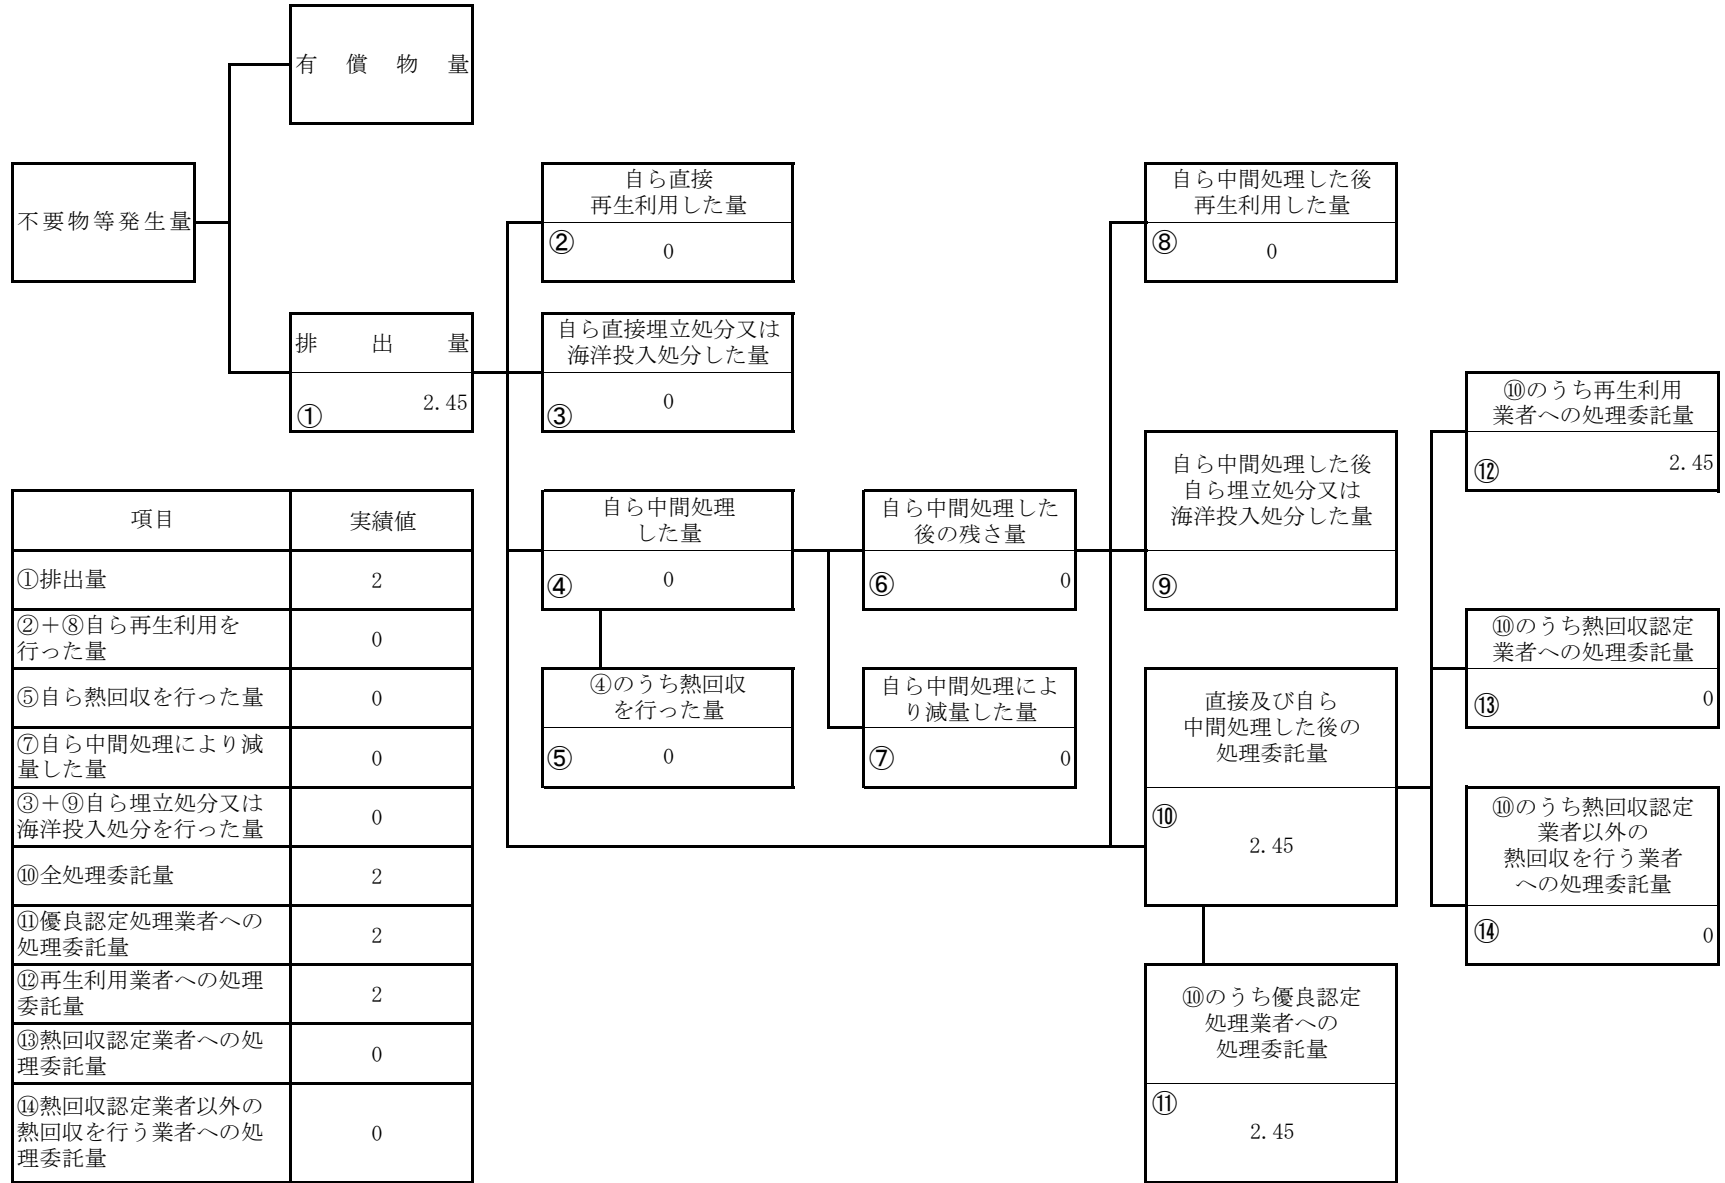 有償物量
不要物等発生量
自ら直接
再生利用した量
② 0
自ら中間処理した後
再生利用した量
⑧ 0
排出量
① 2.45
自ら直接埋立処分又は
海洋投入処分した量
③ 0
⑩のうち再生利用
業者への処理委託量
⑫ 2.45
自ら中間処理した後
自ら埋立処分又は
海洋投入処分した量
⑨
自ら中間処理
した量
④ 0
自ら中間処理した
後の残さ量
⑥ 0
⑩のうち熱回収認定
業者への処理委託量
⑬ 0
④のうち熱回収
を行った量
⑤ 0
自ら中間処理によ
り減量した量
⑦ 0
直接及び自ら
中間処理した後の
処理委託量
⑩
2.45
⑩のうち熱回収認定
業者以外の
熱回収を行う業者
への処理委託量
⑭ 0
⑩のうち優良認定
処理業者への
処理委託量
⑪
2.45
項目 実績値
①排出量 2
②＋⑧自ら再生利用を
行った量 0
⑤自ら熱回収を行った量 0
⑦自ら中間処理により減
量した量 0
③＋⑨自ら埋立処分又は
海洋投入処分を行った量 0
⑩全処理委託量 2
⑪優良認定処理業者への
処理委託量 2
⑫再生利用業者への処理
委託量 2
⑬熱回収認定業者への処
理委託量 0
⑭熱回収認定業者以外の
熱回収を行う業者への処 0
理委託量